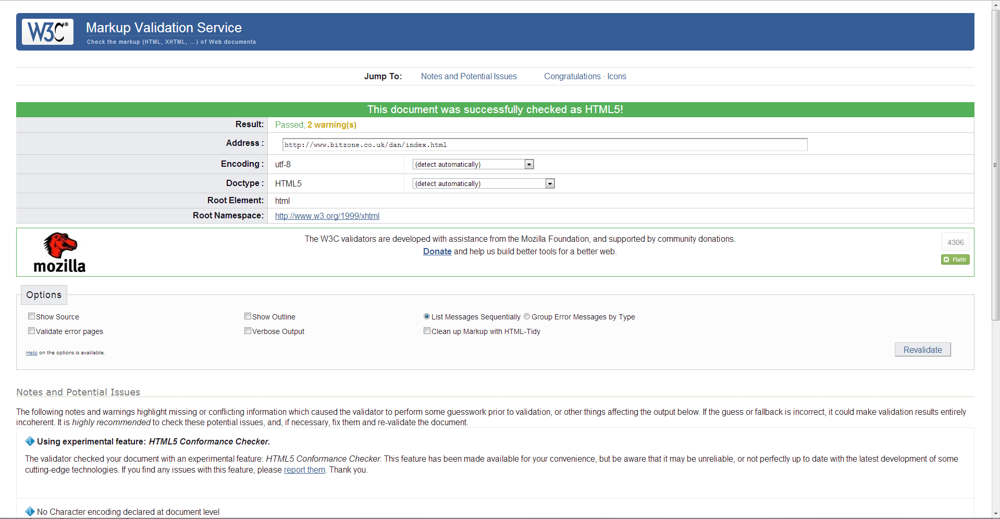 W3C®
Markup Validation Service
Check the markup (HTML, XHTML, ...) of Web documents
Jump To: Notes and Potential Issues Congratulations · Icons
This document was successfully checked as HTML5!
Result: Passed, 2 warning(s)
Address : http://www.bitzone.co.uk/dan/index.html
Encoding : utf-8 (detect automatically)
Doctype : HTML5 (detect automatically)
Root Element: html
Root Namespace: http://www.w3.org/1999/xhtml
mozilla
The W3C validators are developed with assistance from the Mozilla Foundation, and supported by community donations.
Donate and help us build better tools for a better web.
4306
Flattr
Options
Show Source Show Outline List Messages Sequentially Group Error Messages by Type
Validate error pages Verbose Output Clean up Markup with HTML-Tidy
Help on the options is available.
Revalidate
Notes and Potential Issues
The following notes and warnings highlight missing or conflicting information which caused the validator to perform some guesswork prior to validation, or other things affecting the output below. If the guess or fallback is incorrect, it could make validation results entirely
incoherent. It is highly recommended to check these potential issues, and, if necessary, fix them and re-validate the document.
Using experimental feature: HTML5 Conformance Checker.
The validator checked your document with an experimental feature: HTML5 Conformance Checker. This feature has been made available for your convenience, but be aware that it may be unreliable, or not perfectly up to date with the latest development of some
cutting-edge technologies. If you find any issues with this feature, please report them. Thank you.
No Character encoding declared at document level